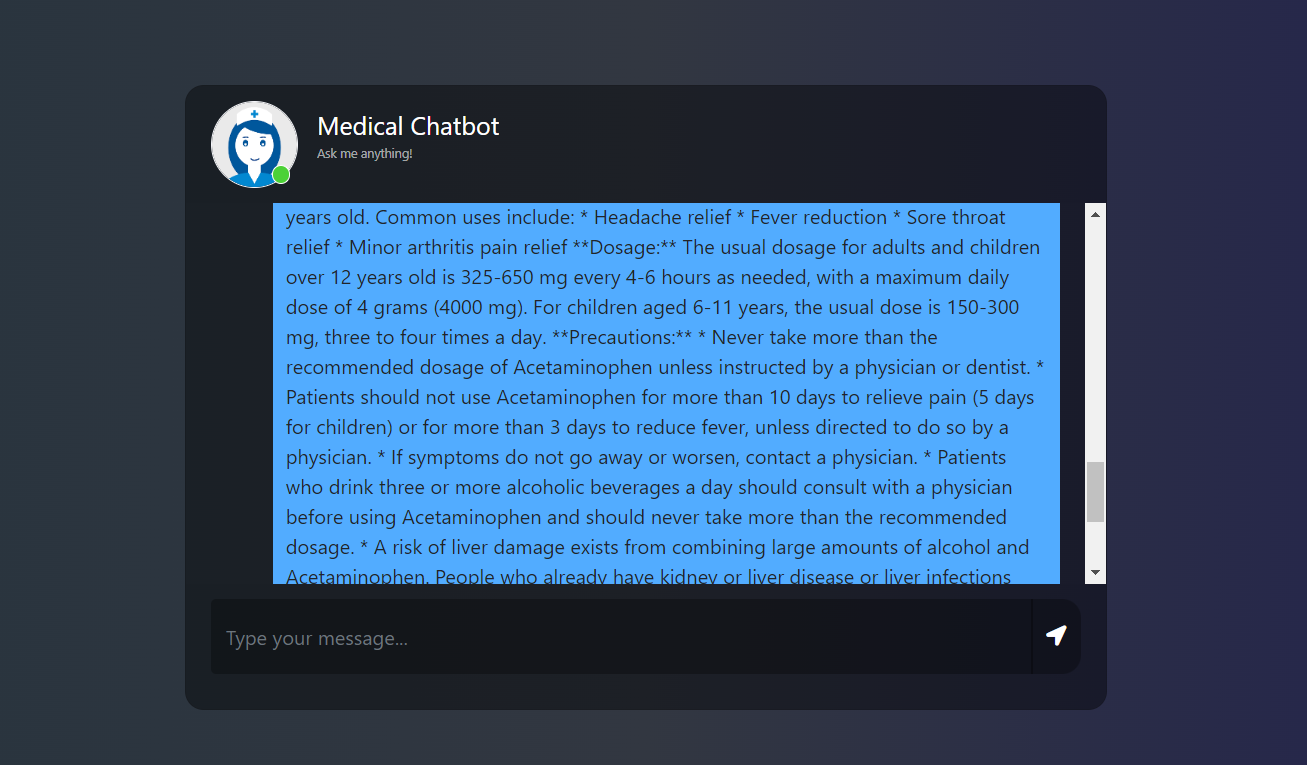 Medical Chatbot
Ask me anything!
years old. Common uses include: * Headache relief * Fever reduction * Sore throat
relief * Minor arthritis pain relief **Dosage:** The usual dosage for adults and children
over 12 years old is 325-650 mg every 4-6 hours as needed, with a maximum daily
dose of 4 grams (4000 mg). For children aged 6-11 years, the usual dose is 150-300
mg, three to four times a day. **Precautions:** * Never take more than the
recommended dosage of Acetaminophen unless instructed by a physician or dentist. *
Patients should not use Acetaminophen for more than 10 days to relieve pain (5 days
for children) or for more than 3 days to reduce fever, unless directed to do so by a
physician. * If symptoms do not go away or worsen, contact a physician. * Patients
who drink three or more alcoholic beverages a day should consult with a physician
before using Acetaminophen and should never take more than the recommended
dosage. * A risk of liver damage exists from combining large amounts of alcohol and
Acetaminophen. People who already have kidney or liver disease or liver infections
Type your message...